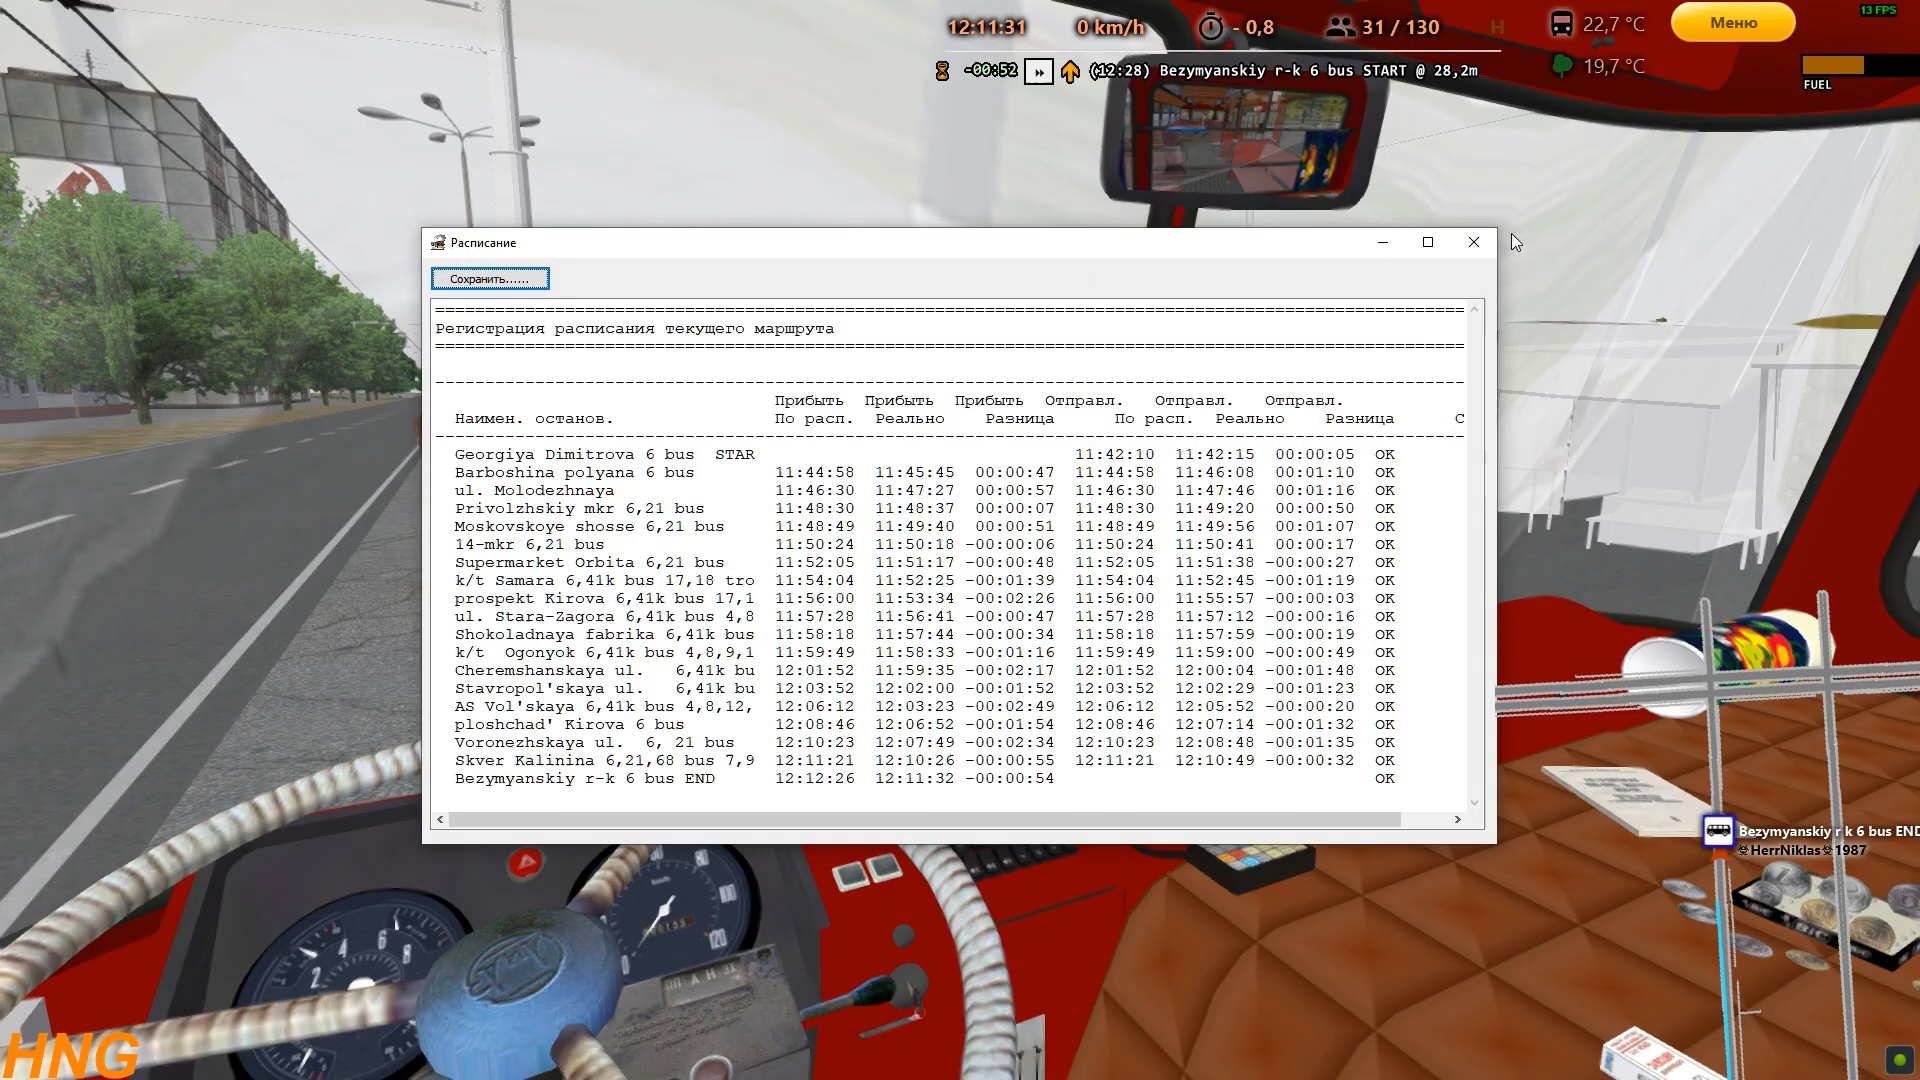 12:11:31 0 km/h - 0,8 31 / 130 H 22,7 °C Меню 13 FPS
-00:52 (12:28) Bezymyanskiy r-k 6 bus START @ 28,2m 19,7 °C
FUEL
Расписание
Сохранить......
Регистрация расписания текущего маршрута
Прибыть Прибыть Прибыть Отправл. Отправл. Отправл.
Наимен. останов. По расп. Реально Разница По расп. Реально Разница С
Georgiya Dimitrova 6 bus STAR 11:42:10 11:42:15 00:00:05 OK
Barboshina polyana 6 bus 11:44:58 11:45:45 00:00:47 11:44:58 11:46:08 00:01:10 OK
ul. Molodezhnaya 11:46:30 11:47:27 00:00:57 11:46:30 11:47:46 00:01:16 OK
Privolzhskiy mkr 6,21 bus 11:48:30 11:48:37 00:00:07 11:48:30 11:49:20 00:00:50 OK
Moskovskoye shosse 6,21 bus 11:48:49 11:49:40 00:00:51 11:48:49 11:49:56 00:01:07 OK
14-mkr 6,21 bus 11:50:24 11:50:18 -00:00:06 11:50:24 11:50:41 00:00:17 OK
Supermarket Orbita 6,21 bus 11:52:05 11:51:17 -00:00:48 11:52:05 11:51:38 -00:00:27 OK
k/t Samara 6,41k bus 17,18 tro 11:54:04 11:52:25 -00:01:39 11:54:04 11:52:45 -00:01:19 OK
prospekt Kirova 6,41k bus 17,1 11:56:00 11:53:34 -00:02:26 11:56:00 11:55:57 -00:00:03 OK
ul. Stara-Zagora 6,41k bus 4,8 11:57:28 11:56:41 -00:00:47 11:57:28 11:57:12 -00:00:16 OK
Shokoladnaya fabrika 6,41k bus 11:58:18 11:57:44 -00:00:34 11:58:18 11:57:59 -00:00:19 OK
k/t Ogonyok 6,41k bus 4,8,9,1 11:59:49 11:58:33 -00:01:16 11:59:49 11:59:00 -00:00:49 OK
Cheremshanskaya ul. 6,41k bu 12:01:52 11:59:35 -00:02:17 12:01:52 12:00:04 -00:01:48 OK
Stavropol'skaya ul. 6,41k bu 12:03:52 12:02:00 -00:01:52 12:03:52 12:02:29 -00:01:23 OK
AS Vol'skaya 6,41k bus 4,8,12, 12:06:12 12:03:23 -00:02:49 12:06:12 12:05:52 -00:00:20 OK
ploshchad' Kirova 6 bus 12:08:46 12:06:52 -00:01:54 12:08:46 12:07:14 -00:01:32 OK
Voronezhskaya ul. 6, 21 bus 12:10:23 12:07:49 -00:02:34 12:10:23 12:08:48 -00:01:35 OK
Skver Kalinina 6,21,68 bus 7,9 12:11:21 12:10:26 -00:00:55 12:11:21 12:10:49 -00:00:32 OK
Bezymyanskiy r-k 6 bus END 12:12:26 12:11:32 -00:00:54 OK
Bezymyanskiy r k 6 bus END
HerrNiklas 1987
2 4 6
80 100 120
BIC
HNG